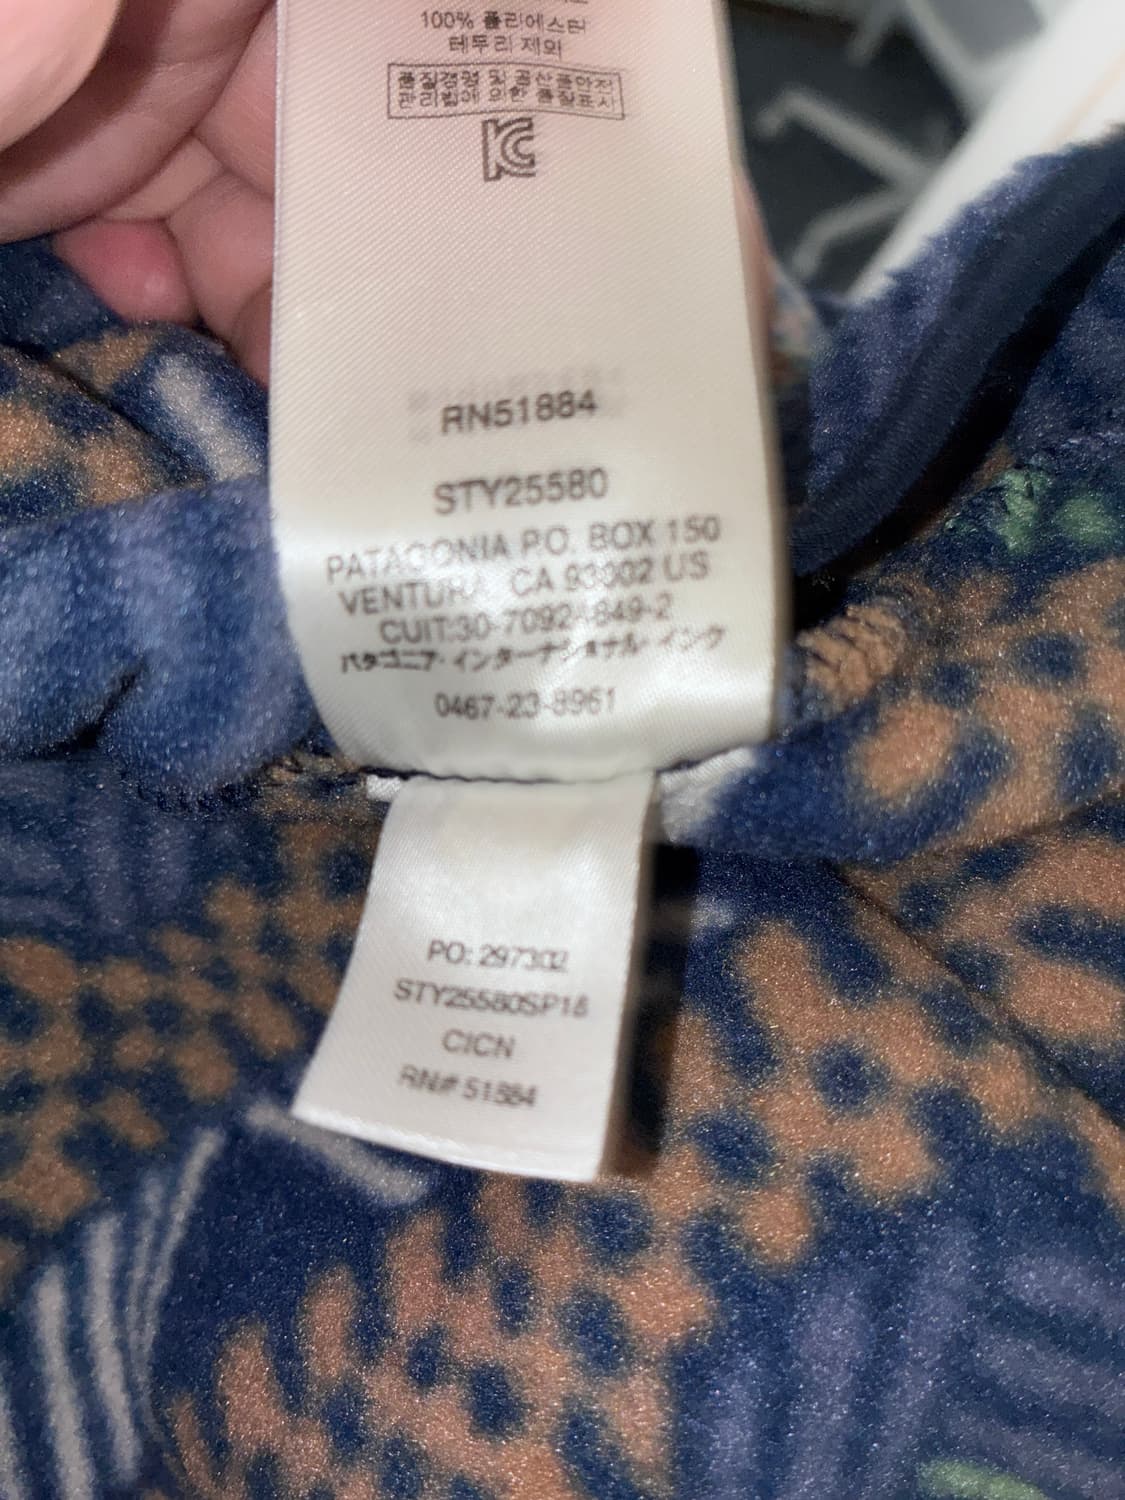 100% 폴리에스터
테두리 제외
품질경영 및 공산품안전
관리법에 의한 품질표시
RN51884
STY25580
PATAGONIA P.O. BOX 150
VENTURA, CA 93002 US
CUIT:30-7092
パタゴニア・インターナショナル・インク
0467-23-8961
PO: 297302
STY25580SP18
CICN
RN# 51884